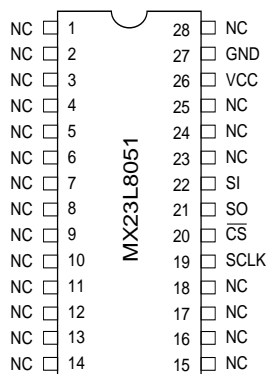 NC 1 28 NC
NC 2 27 GND
NC 3 26 VCC
NC 4 25 NC
NC 5 24 NC
NC 6 23 NC
NC 7 22 SI
NC 8 21 SO
NC 9 20 C̅S̅
NC 10 19 SCLK
NC 11 18 NC
NC 12 17 NC
NC 13 16 NC
NC 14 15 NC
MX23L8051